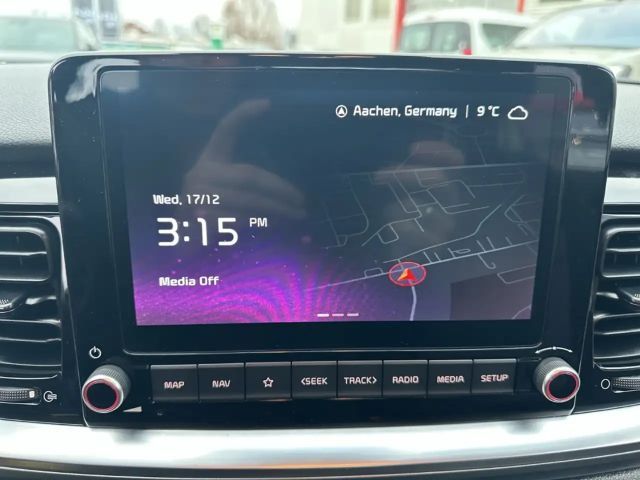 Aachen, Germany | 9°C
Wed, 17/12
3:15 PM
Media Off
MAP NAV <SEEK TRACK> RADIO MEDIA SETUP